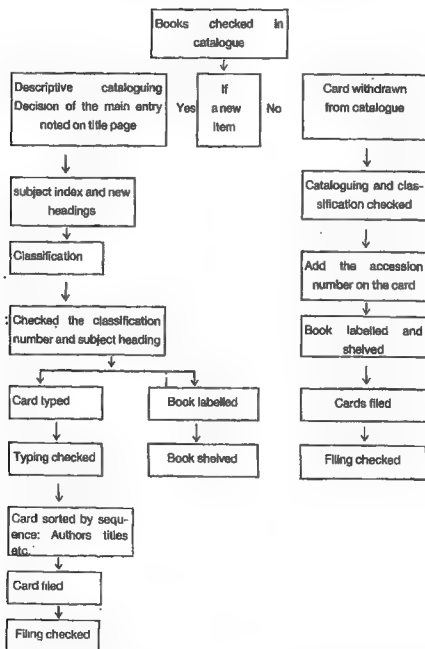 Books checked in
catalogue
Descriptive cataloguing
Decision of the main entry
noted on title page
Yes
If
a new
Item
No
Card withdrawn
from catalogue
subject index and new
headings
Classification
Checked the classification
number and subject heading
Card typed
Book labelled
Typing checked
Book shelved
Card sorted by sequ-
ence: Authors titles
etc.
Card filed
Filing checked
Cataloguing and clas-
sification checked
Add the accession
number on the card
Book labelled and
shelved
Cards filed
Filing checked